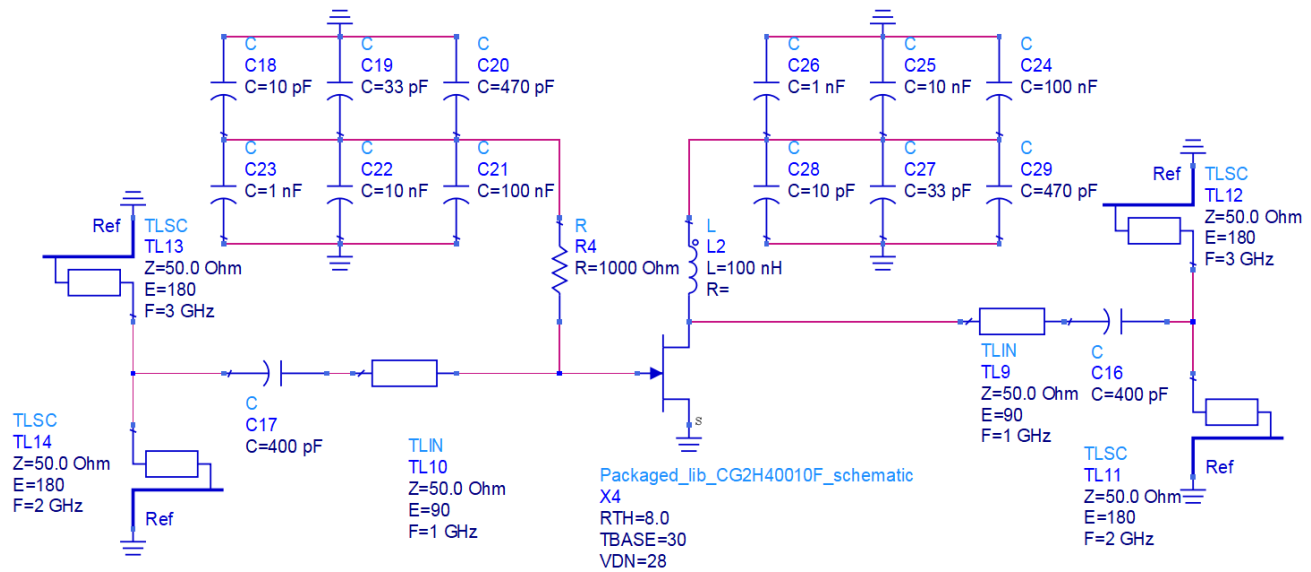 C
C18
C=10 pF
C
C19
C=33 pF
C
C20
C=470 pF
C
C26
C=1 nF
C
C25
C=10 nF
C
C24
C=100 nF
C
C23
C=1 nF
C
C22
C=10 nF
C
C21
C=100 nF
C
C28
C=10 pF
C
C27
C=33 pF
C
C29
C=470 pF
Ref
TLSC
TL13
Z=50.0 Ohm
E=180
F=3 GHz
R
R4
R=1000 Ohm
L
L2
L=100 nH
R=
Ref
TLSC
TL12
Z=50.0 Ohm
E=180
F=3 GHz
TLSC
TL14
Z=50.0 Ohm
E=180
F=2 GHz
Ref
C
C17
C=400 pF
TLIN
TL10
Z=50.0 Ohm
E=90
F=1 GHz
S
Packaged_lib_CG2H40010F_schematic
X4
RTH=8.0
TBASE=30
VDN=28
TLIN
TL9
Z=50.0 Ohm
E=90
F=1 GHz
C
C16
C=400 pF
TLSC
TL11
Z=50.0 Ohm
E=180
F=2 GHz
Ref